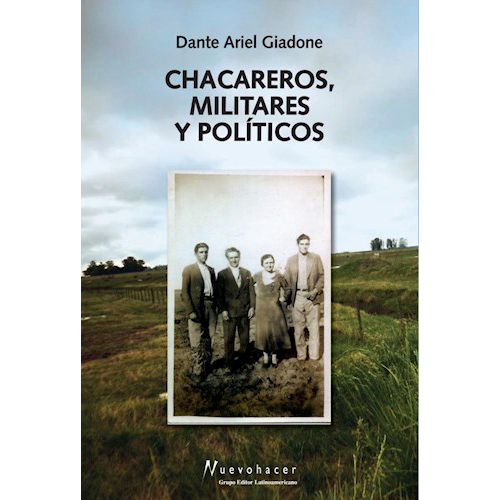 Dante Ariel Giadone
CHACAREROS,
MILITARES
Y POLÍTICOS
Nuevohacer
Grupo Editor Latinoamericano